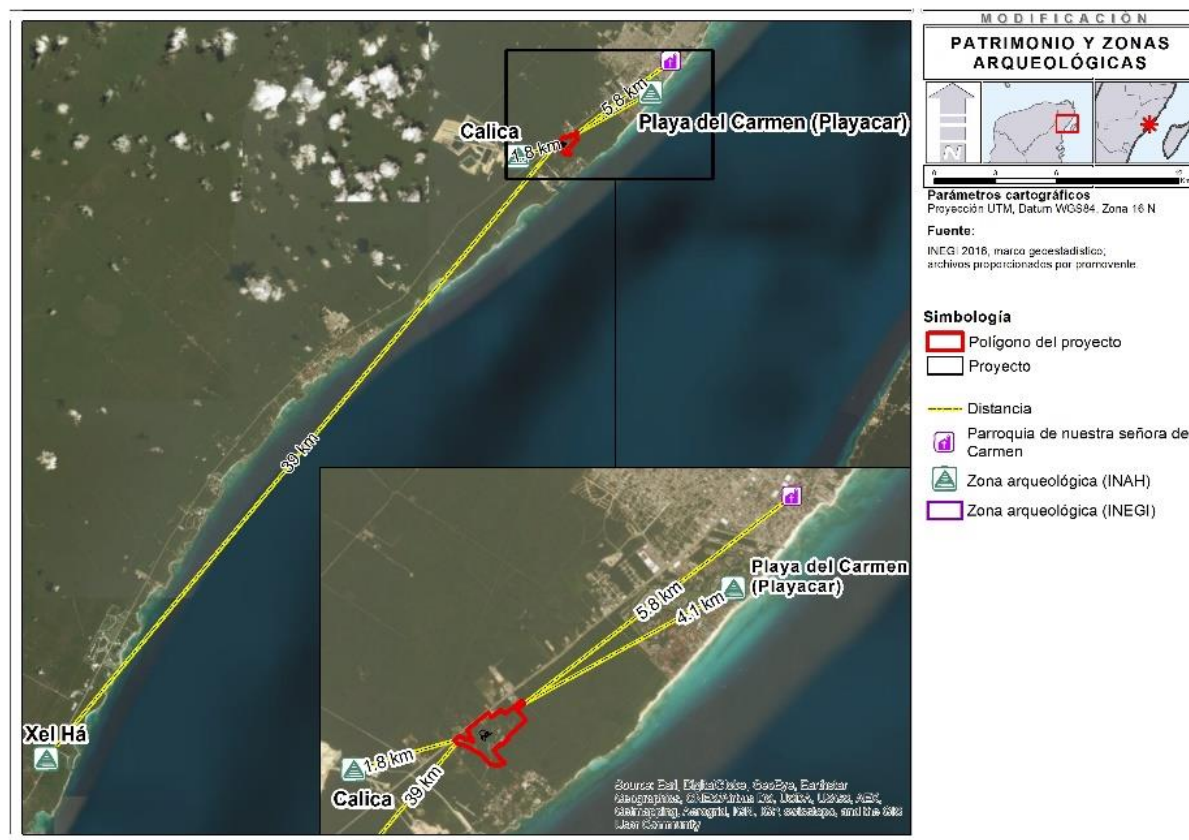 MODIFICACIÓN
PATRIMONIO Y ZONAS
ARQUEOLÓGICAS
N
0
Parámetros cartográficos
Proyección UTM, Datum WGS84, Zona 16 N
Fuente:
INEGI 2016, marco geoestadístico;
archivos proporcionados por promovente.
Simbología
Polígono del proyecto
Proyecto
Distancia
Parroquia de nuestra señora de
Carmen
Zona arqueológica (INAH)
Zona arqueológica (INEGI)
5.8 km
Playa del Carmen (Playacar)
Calica
1.8 km
39 km
Xel Há
5.8 km
4.1 km
Playa del Carmen
(Playacar)
1.8 km
Calica
39 km
Source: Esri, DigitalGlobe, GeoEye, Earthstar
Geographics, CNES/Airbus DS, USDA, USGS, AEX,
Getmapping, Aerogrid, IGN, IGP, swisstopo, and the GIS
User Community